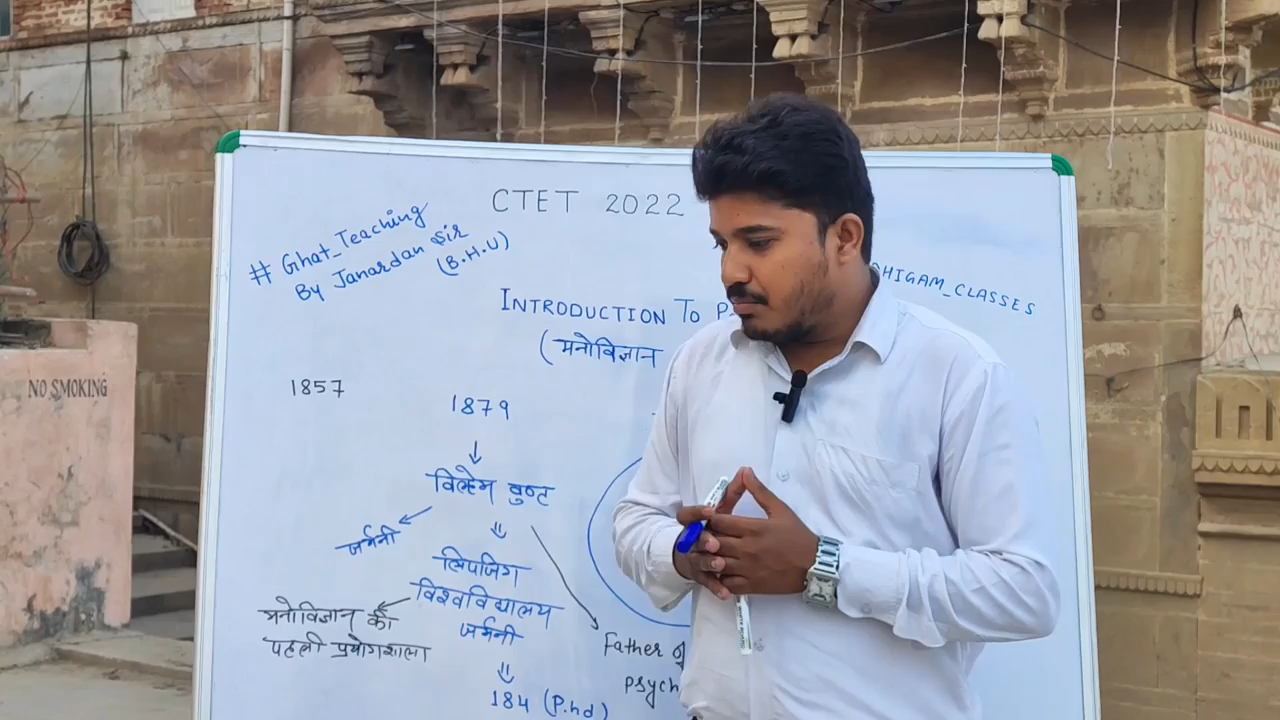 CTET 2022
# Ghat_Teaching
By Janardan Sir
(B.H.U)
HIGAM_CLASSES
INTRODUCTION TO
(मनोविज्ञान
NO SMOKING
1857
1879
विल्हेम वुण्ट
जर्मनी
लिपजिग
विश्वविद्यालय
जर्मनी
मनोविज्ञान की
पहली प्रयोगशाला
Father of
Psych
184 (P.hd)